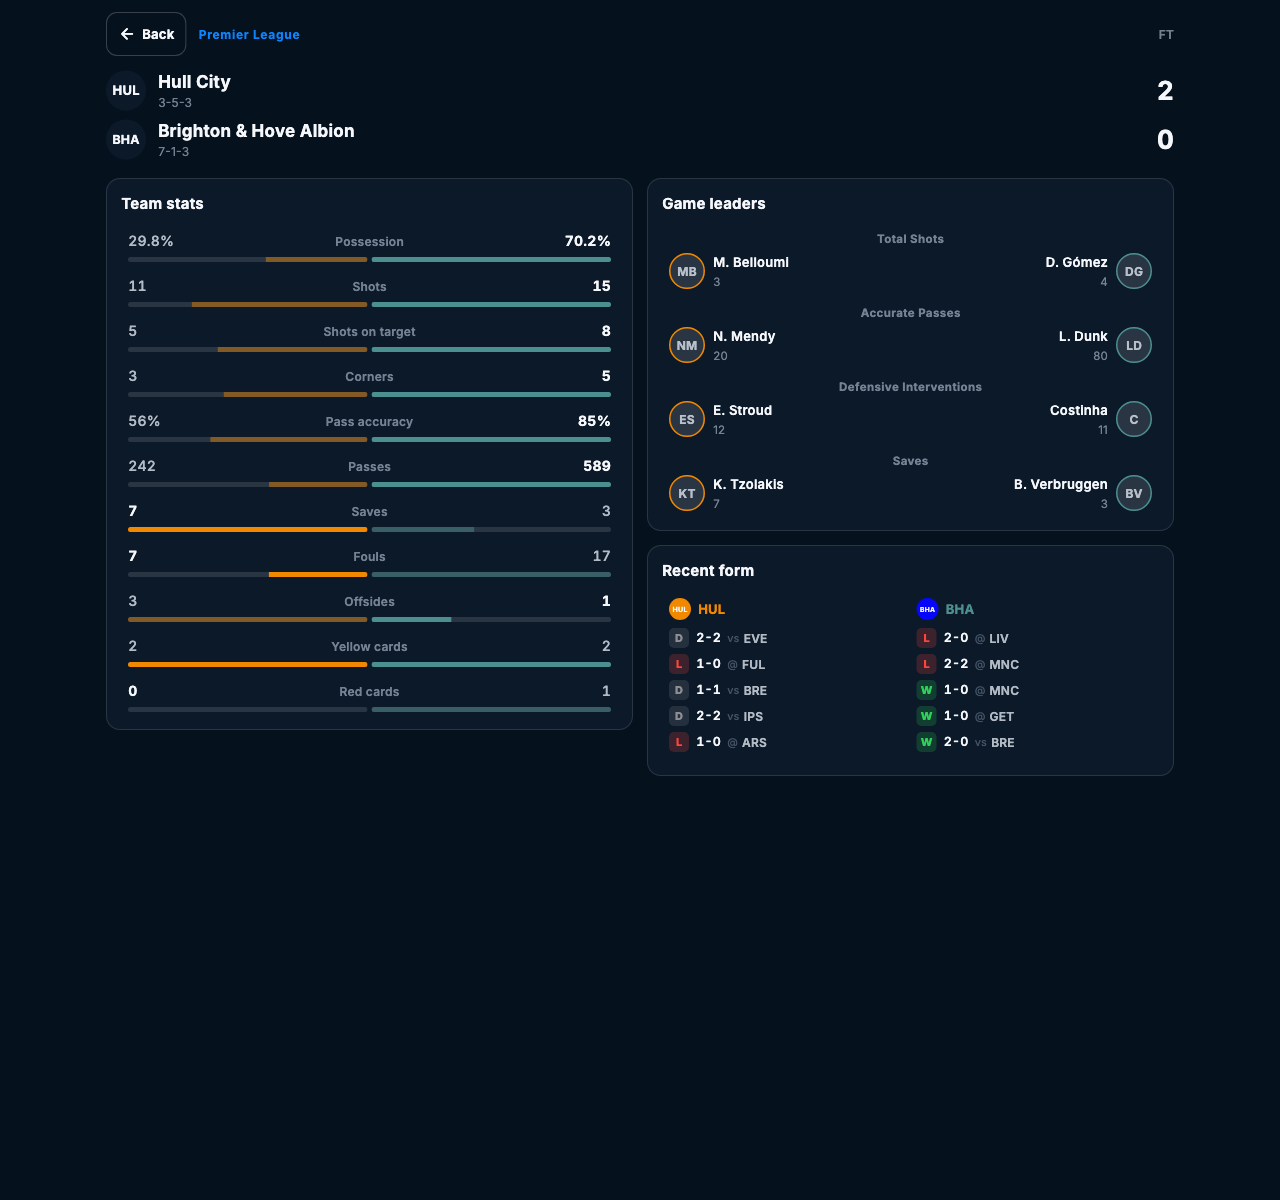 Back
Premier League
FT
HUL
Hull City
3-5-3
2
BHA
Brighton & Hove Albion
7-1-3
0
Team stats
29.8% Possession 70.2%
11 Shots 15
5 Shots on target 8
3 Corners 5
56% Pass accuracy 85%
242 Passes 589
7 Saves 3
7 Fouls 17
3 Offsides 1
2 Yellow cards 2
0 Red cards 1
Game leaders
Total Shots
MB M. Belloumi D. Gómez DG
3 4
Accurate Passes
NM N. Mendy L. Dunk LD
20 80
Defensive Interventions
ES E. Stroud Costinha C
12 11
Saves
KT K. Tzolakis B. Verbruggen BV
7 3
Recent form
HUL HUL
D 2-2 vs EVE
L 1-0 @ FUL
D 1-1 vs BRE
D 2-2 vs IPS
L 1-0 @ ARS
BHA BHA
L 2-0 @ LIV
L 2-2 @ MNC
W 1-0 @ MNC
W 1-0 @ GET
W 2-0 vs BRE